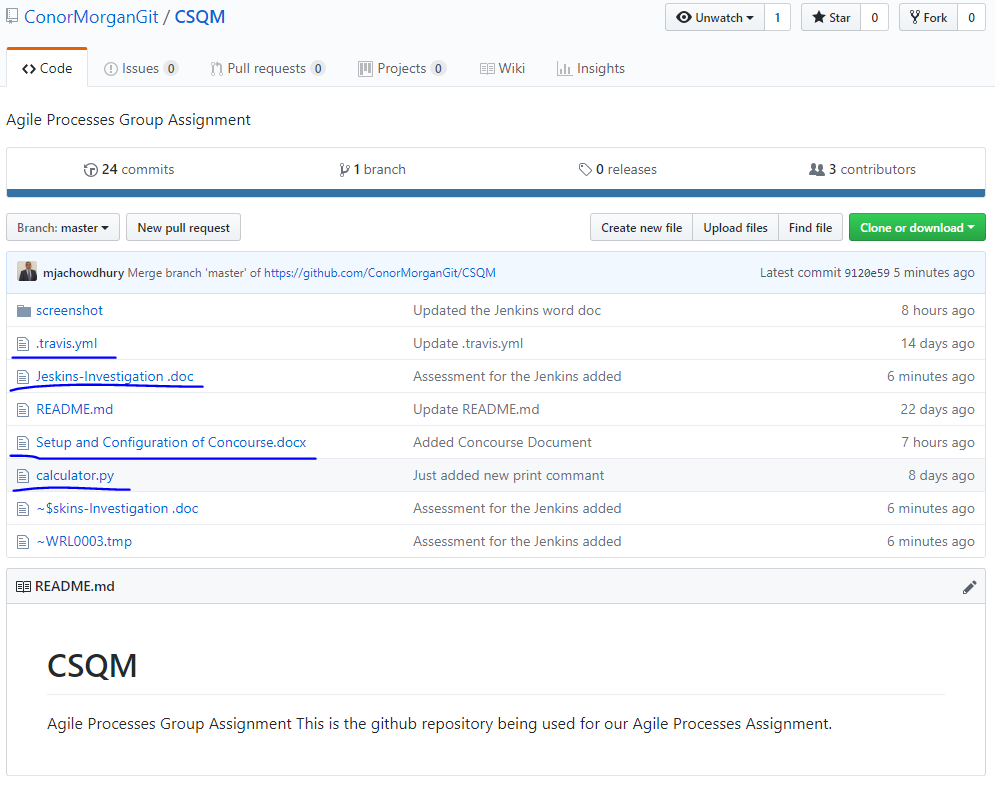 ConorMorganGit / CSQM Unwatch 1 Star 0 Fork 0
Code Issues 0 Pull requests 0 Projects 0 Wiki Insights
Agile Processes Group Assignment
24 commits 1 branch 0 releases 3 contributors
Branch: master New pull request Create new file Upload files Find file Clone or download
mjachowdhury Merge branch 'master' of https://github.com/ConorMorganGit/CSQM Latest commit 9120e59 5 minutes ago
screenshot Updated the Jenkins word doc 8 hours ago
.travis.yml Update .travis.yml 14 days ago
Jeskins-Investigation .doc Assessment for the Jenkins added 6 minutes ago
README.md Update README.md 22 days ago
Setup and Configuration of Concourse.docx Added Concourse Document 7 hours ago
calculator.py Just added new print commant 8 days ago
~$skins-Investigation .doc Assessment for the Jenkins added 6 minutes ago
~WRL0003.tmp Assessment for the Jenkins added 6 minutes ago
README.md
CSQM
Agile Processes Group Assignment This is the github repository being used for our Agile Processes Assignment.